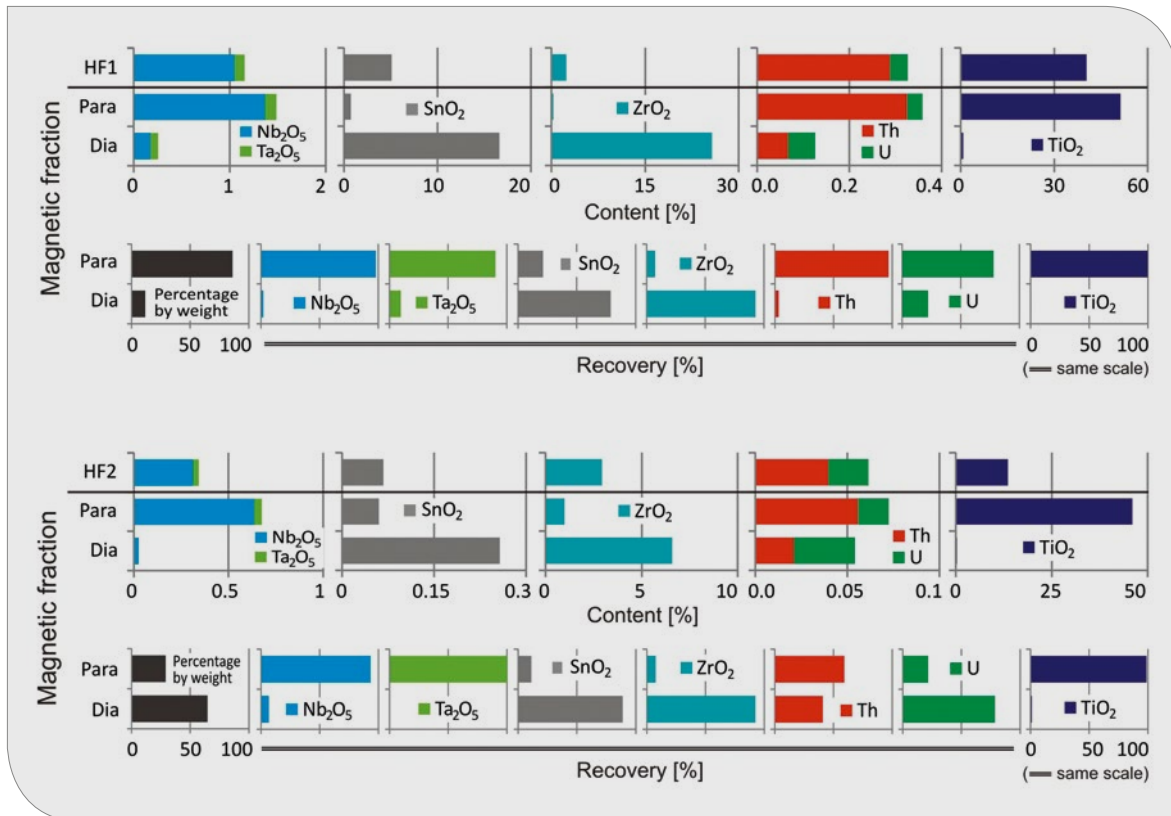 Magnetic fraction
HF1
Para
Dia
Nb₂O₅
Ta₂O₅
SnO₂
ZrO₂
Th
U
TiO₂
0 1 2
0 10 20
0 15 30
0.0 0.2 0.4
0 30 60
Content [%]
Para
Dia
Percentage
by weight
Nb₂O₅
Ta₂O₅
SnO₂
ZrO₂
Th
U
TiO₂
0 50 100
0 50 100
Recovery [%]
(═ same scale)
Magnetic fraction
HF2
Para
Dia
Nb₂O₅
Ta₂O₅
SnO₂
ZrO₂
Th
U
TiO₂
0 0.5 1
0 0.15 0.3
0 5 10
0.0 0.05 0.1
0 25 50
Content [%]
Para
Dia
Percentage
by weight
Nb₂O₅
Ta₂O₅
SnO₂
ZrO₂
Th
U
TiO₂
0 50 100
0 50 100
Recovery [%]
(═ same scale)